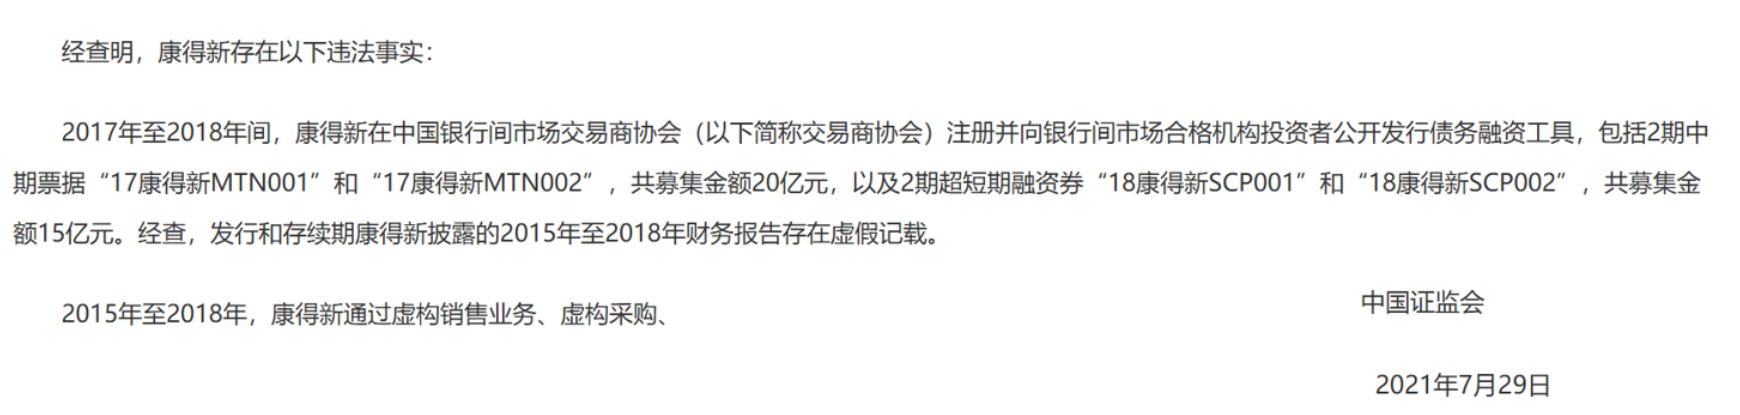 经查明，康得新存在以下违法事实：
2017年至2018年间，康得新在中国银行间市场交易商协会（以下简称交易商协会）注册并向银行间市场合格机构投资者公开发行债务融资工具，包括2期中
期票据“17康得新MTN001”和“17康得新MTN002”，共募集金额20亿元，以及2期超短期融资券“18康得新SCP001”和“18康得新SCP002”，共募集金
额15亿元。经查，发行和存续期康得新披露的2015年至2018年财务报告存在虚假记载。
2015年至2018年，康得新通过虚构销售业务、虚构采购、
中国证监会
2021年7月29日